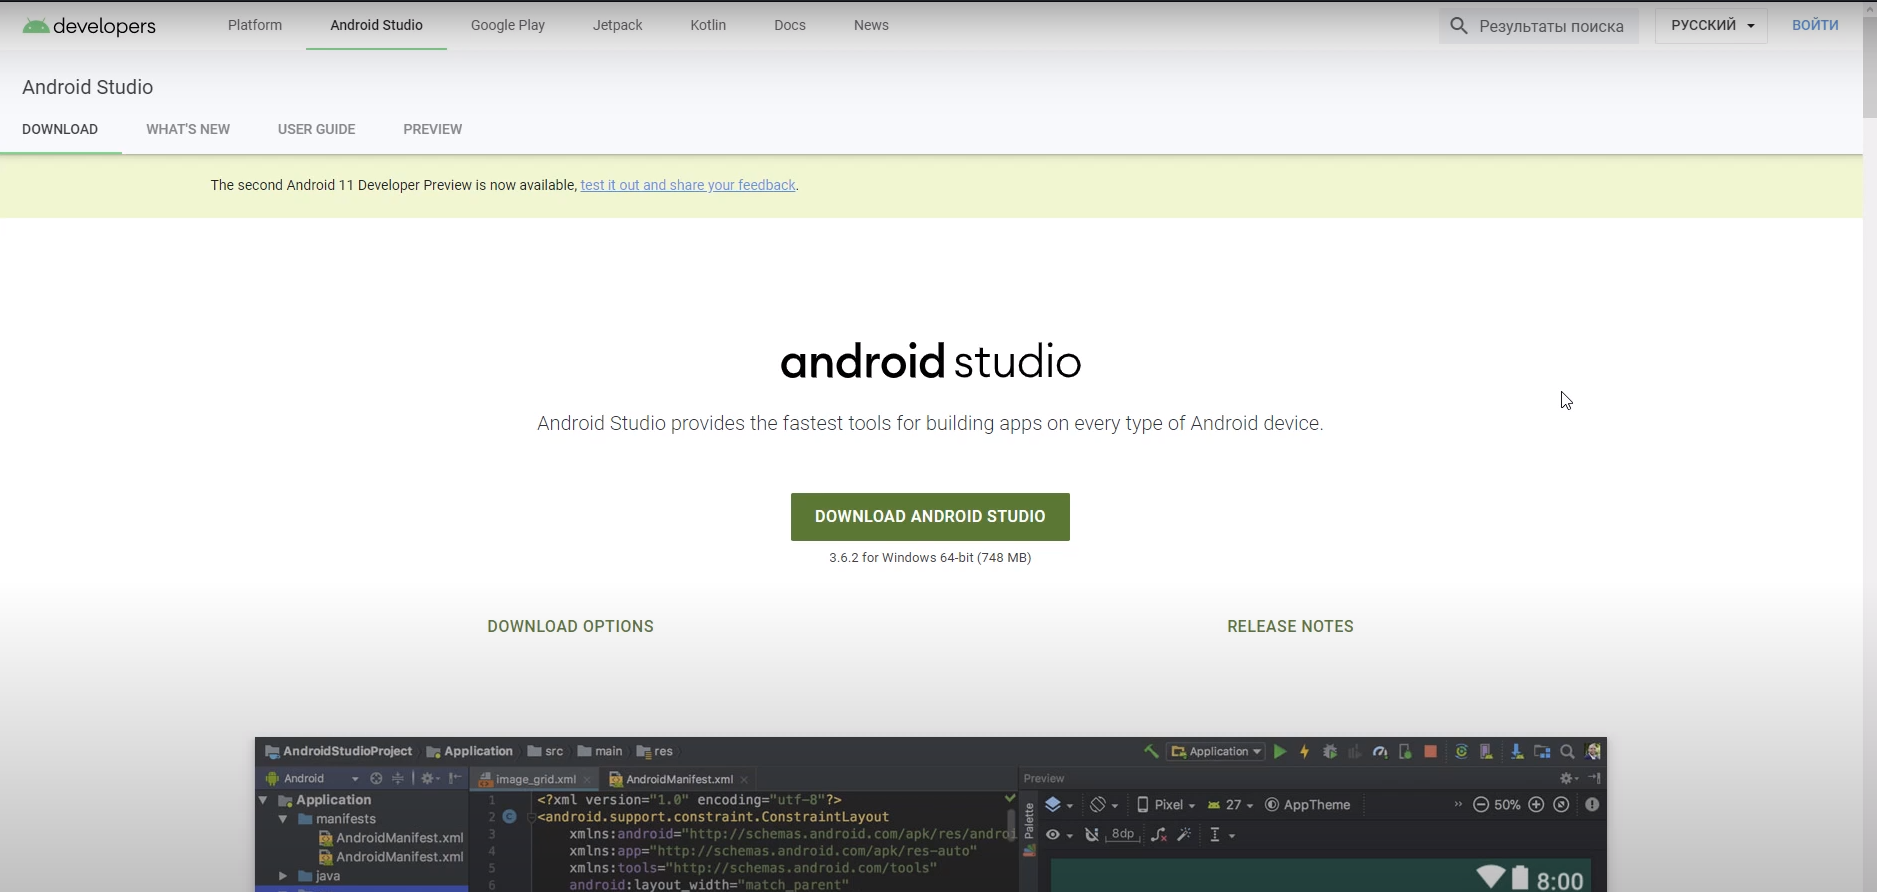 developers
Platform
Android Studio
Google Play
Jetpack
Kotlin
Docs
News
Результаты поиска
РУССКИЙ
ВОЙТИ
Android Studio
DOWNLOAD
WHAT'S NEW
USER GUIDE
PREVIEW
The second Android 11 Developer Preview is now available, test it out and share your feedback.
android studio
Android Studio provides the fastest tools for building apps on every type of Android device.
DOWNLOAD ANDROID STUDIO
3.6.2 for Windows 64-bit (748 MB)
DOWNLOAD OPTIONS
RELEASE NOTES
AndroidStudioProject
Application
src
main
res
Application
Android
image_grid.xml
AndroidManifest.xml
Preview
Application
manifests
AndroidManifest.xml
AndroidManifest.xml
java
1 <?xml version="1.0" encoding="utf-8"?>
2 <android.support.constraint.ConstraintLayout
3 xmlns:android="http://schemas.android.com/apk/res/androi
4 xmlns:app="http://schemas.android.com/apk/res-auto"
5 xmlns:tools="http://schemas.android.com/tools"
6 android:layout_width="match_parent"
Palette
Pixel
27
AppTheme
50%
8dp
8:00